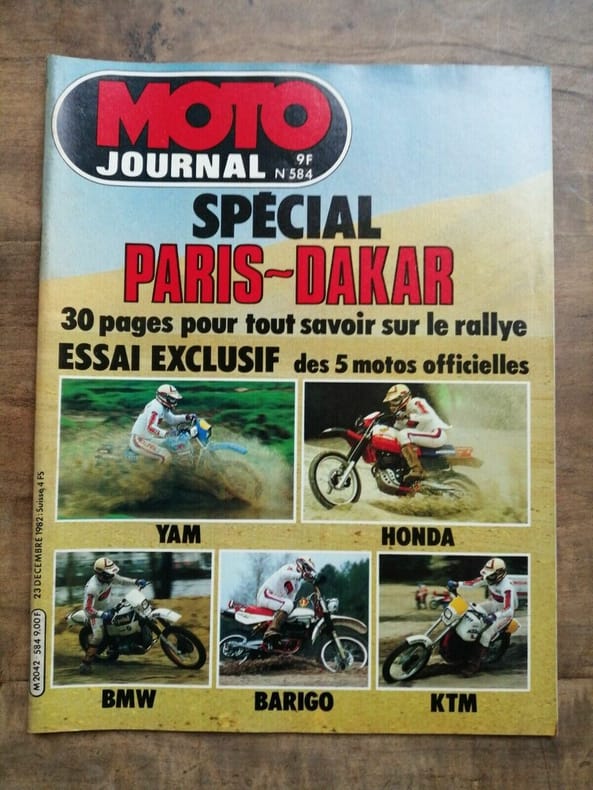 MOTO
JOURNAL
9F
N 584
SPÉCIAL
PARIS~DAKAR
30 pages pour tout savoir sur le rallye
ESSAI EXCLUSIF des 5 motos officielles
YAM
HONDA
BMW
BARIGO
KTM
M 2042 584 9.00 F
23 DECEMBRE 1982: Suisse 4 FS